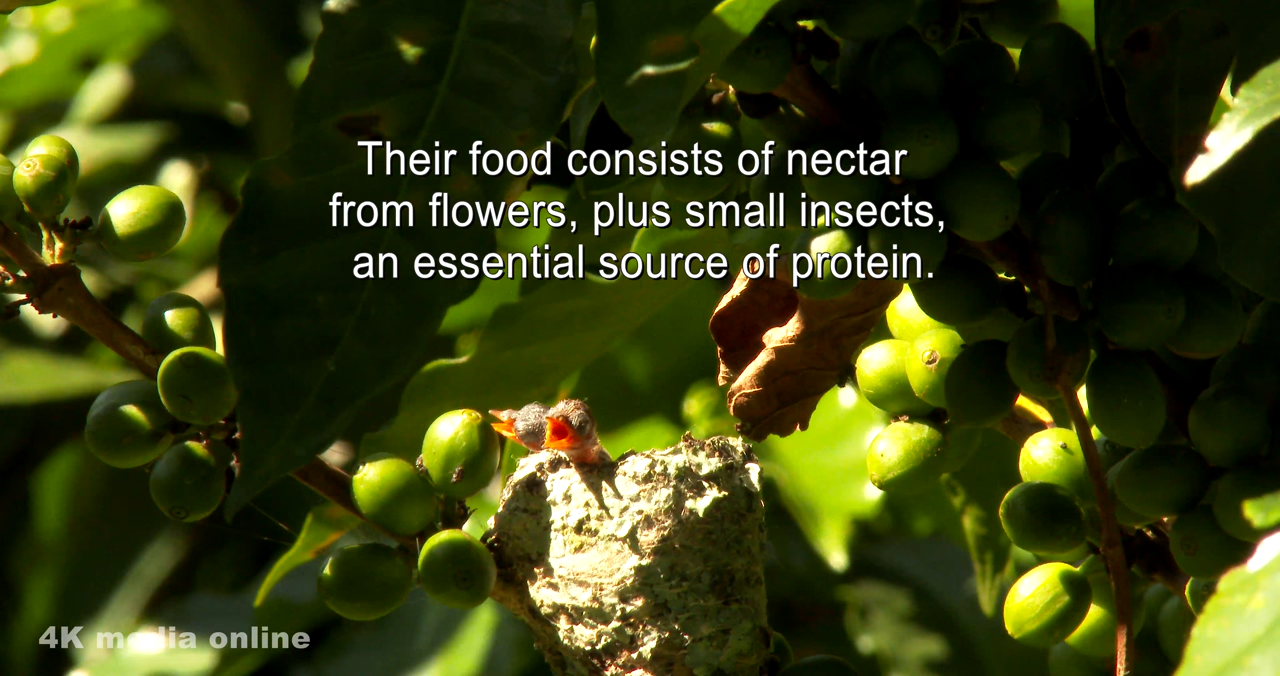 Their food consists of nectar
from flowers, plus small insects,
an essential source of protein.
4K media online